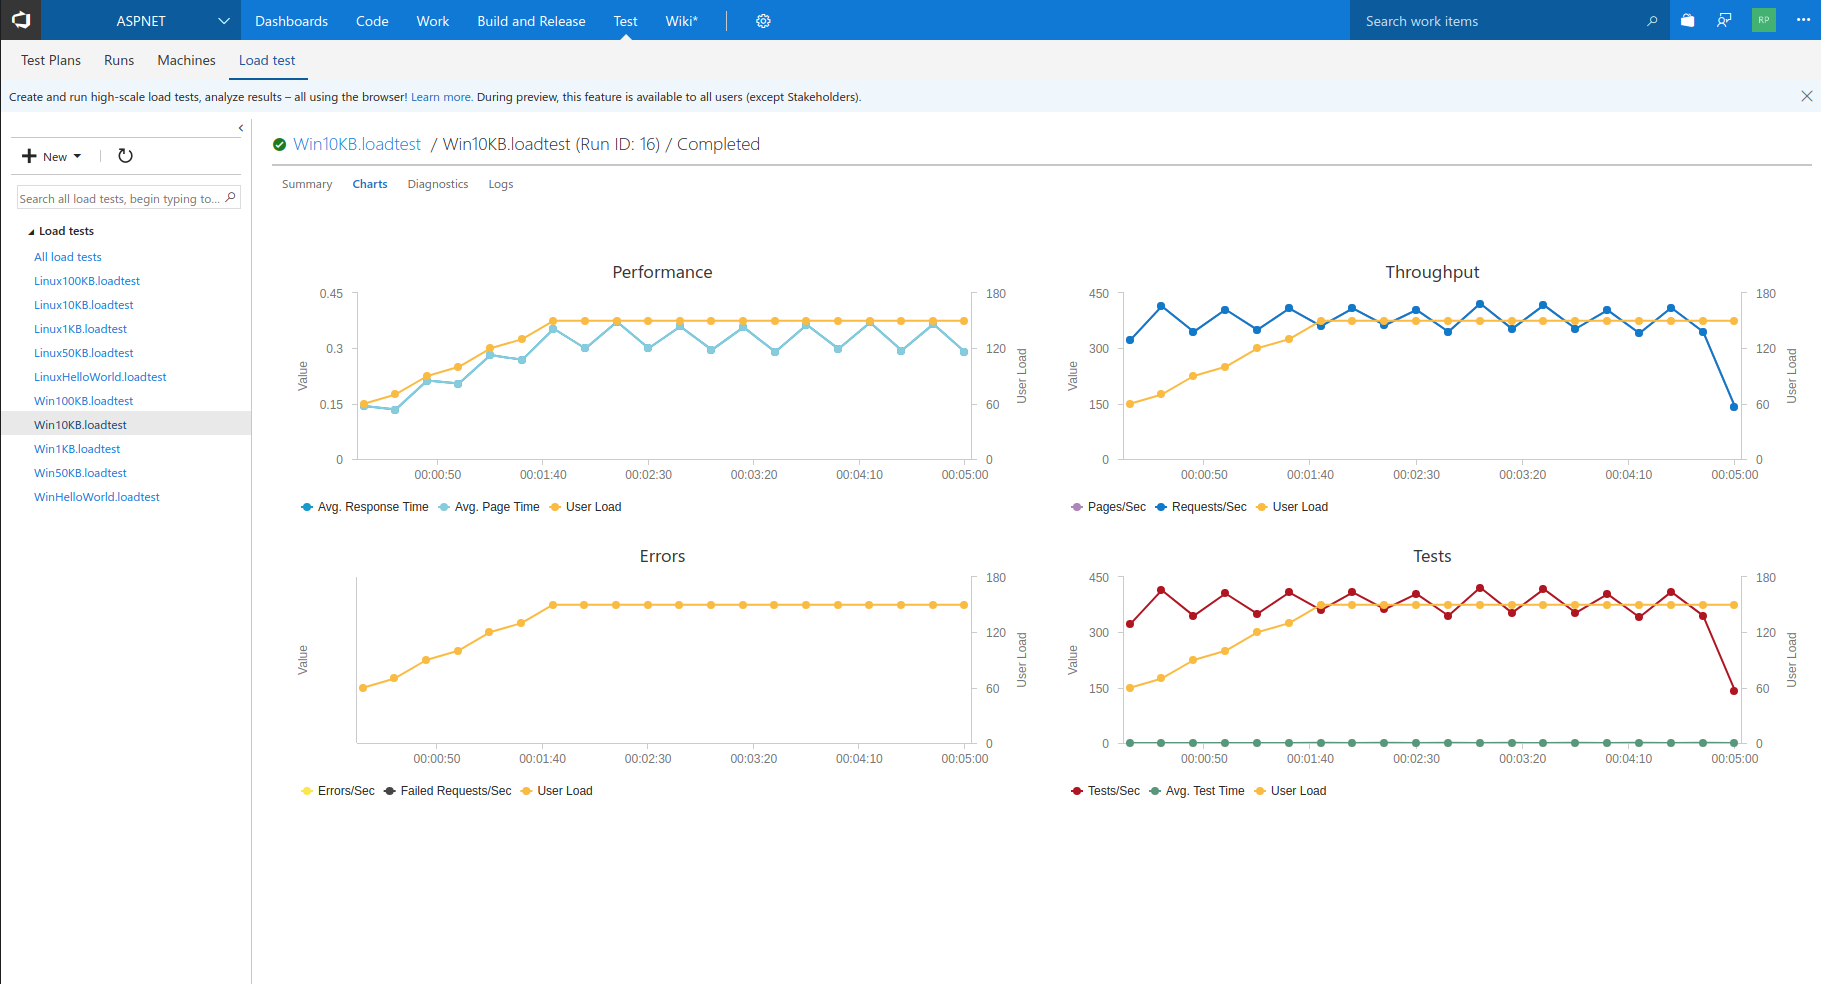 ASPNET Dashboards Code Work Build and Release Test Wiki* Search work items RP
Test Plans Runs Machines Load test
Create and run high-scale load tests, analyze results – all using the browser! Learn more. During preview, this feature is available to all users (except Stakeholders).
New
Search all load tests, begin typing to...
Load tests
All load tests
Linux100KB.loadtest
Linux10KB.loadtest
Linux1KB.loadtest
Linux50KB.loadtest
LinuxHelloWorld.loadtest
Win100KB.loadtest
Win10KB.loadtest
Win1KB.loadtest
Win50KB.loadtest
WinHelloWorld.loadtest
Win10KB.loadtest / Win10KB.loadtest (Run ID: 16) / Completed
Summary Charts Diagnostics Logs
Performance
0.45
0.3
0.15
0
Value
180
120
60
0
User Load
00:00:50 00:01:40 00:02:30 00:03:20 00:04:10 00:05:00
Avg. Response Time Avg. Page Time User Load
Throughput
450
300
150
0
Value
180
120
60
0
User Load
00:00:50 00:01:40 00:02:30 00:03:20 00:04:10 00:05:00
Pages/Sec Requests/Sec User Load
Errors
Value
180
120
60
0
User Load
00:00:50 00:01:40 00:02:30 00:03:20 00:04:10 00:05:00
Errors/Sec Failed Requests/Sec User Load
Tests
450
300
150
0
Value
180
120
60
0
User Load
00:00:50 00:01:40 00:02:30 00:03:20 00:04:10 00:05:00
Tests/Sec Avg. Test Time User Load